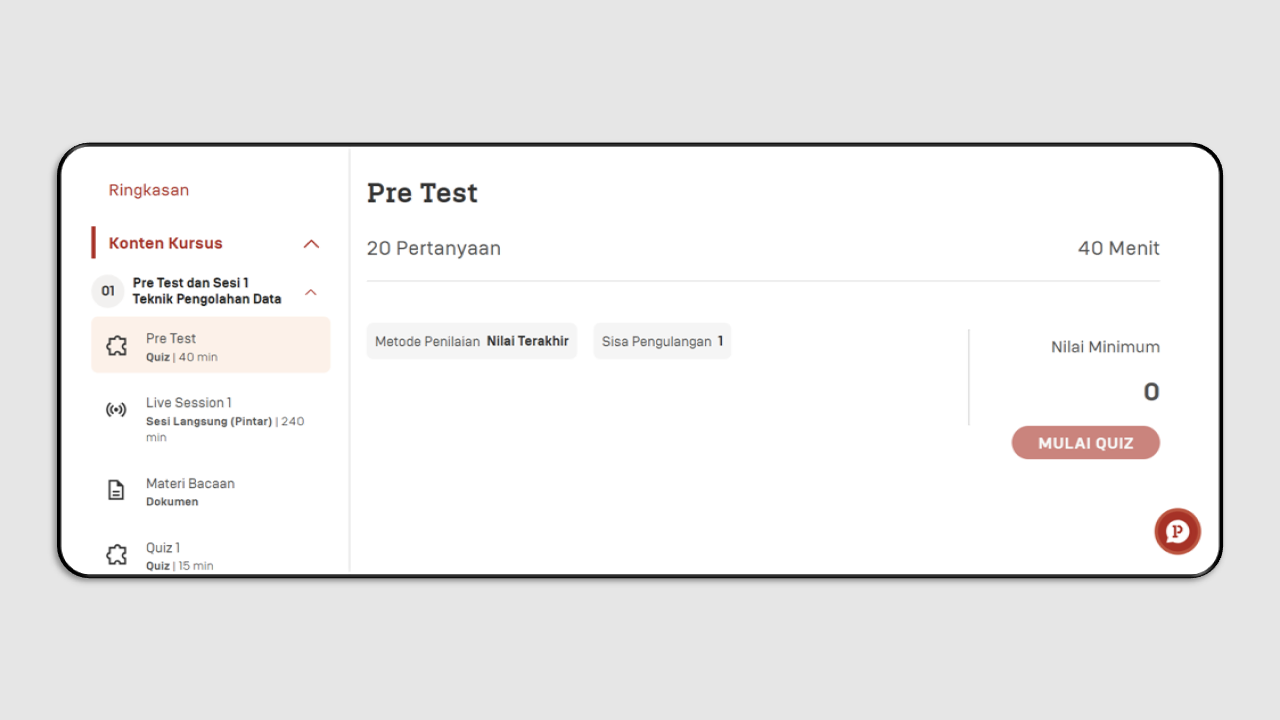 Ringkasan
Konten Kursus
01
Pre Test dan Sesi 1
Teknik Pengolahan Data
Pre Test
Quiz | 40 min
Live Session 1
Sesi Langsung (Pintar) | 240
min
Materi Bacaan
Dokumen
Quiz 1
Quiz | 15 min
Pre Test
20 Pertanyaan
40 Menit
Metode Penilaian Nilai Terakhir
Sisa Pengulangan 1
Nilai Minimum
0
MULAI QUIZ
P